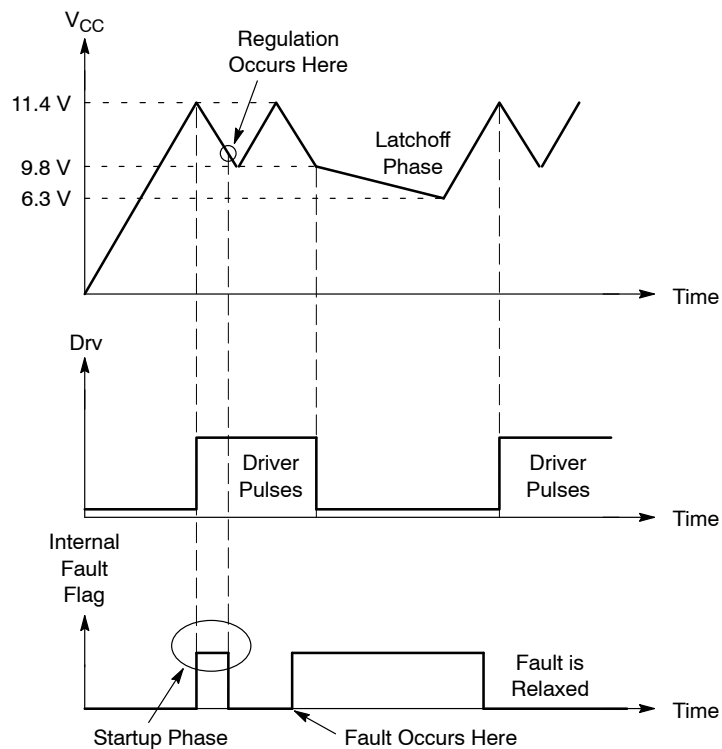 V_CC
Regulation
Occurs Here
11.4 V
Latchoff
Phase
9.8 V
6.3 V
Time
Drv
Driver
Pulses
Driver
Pulses
Time
Internal
Fault
Flag
Fault is
Relaxed
Time
Startup Phase
Fault Occurs Here